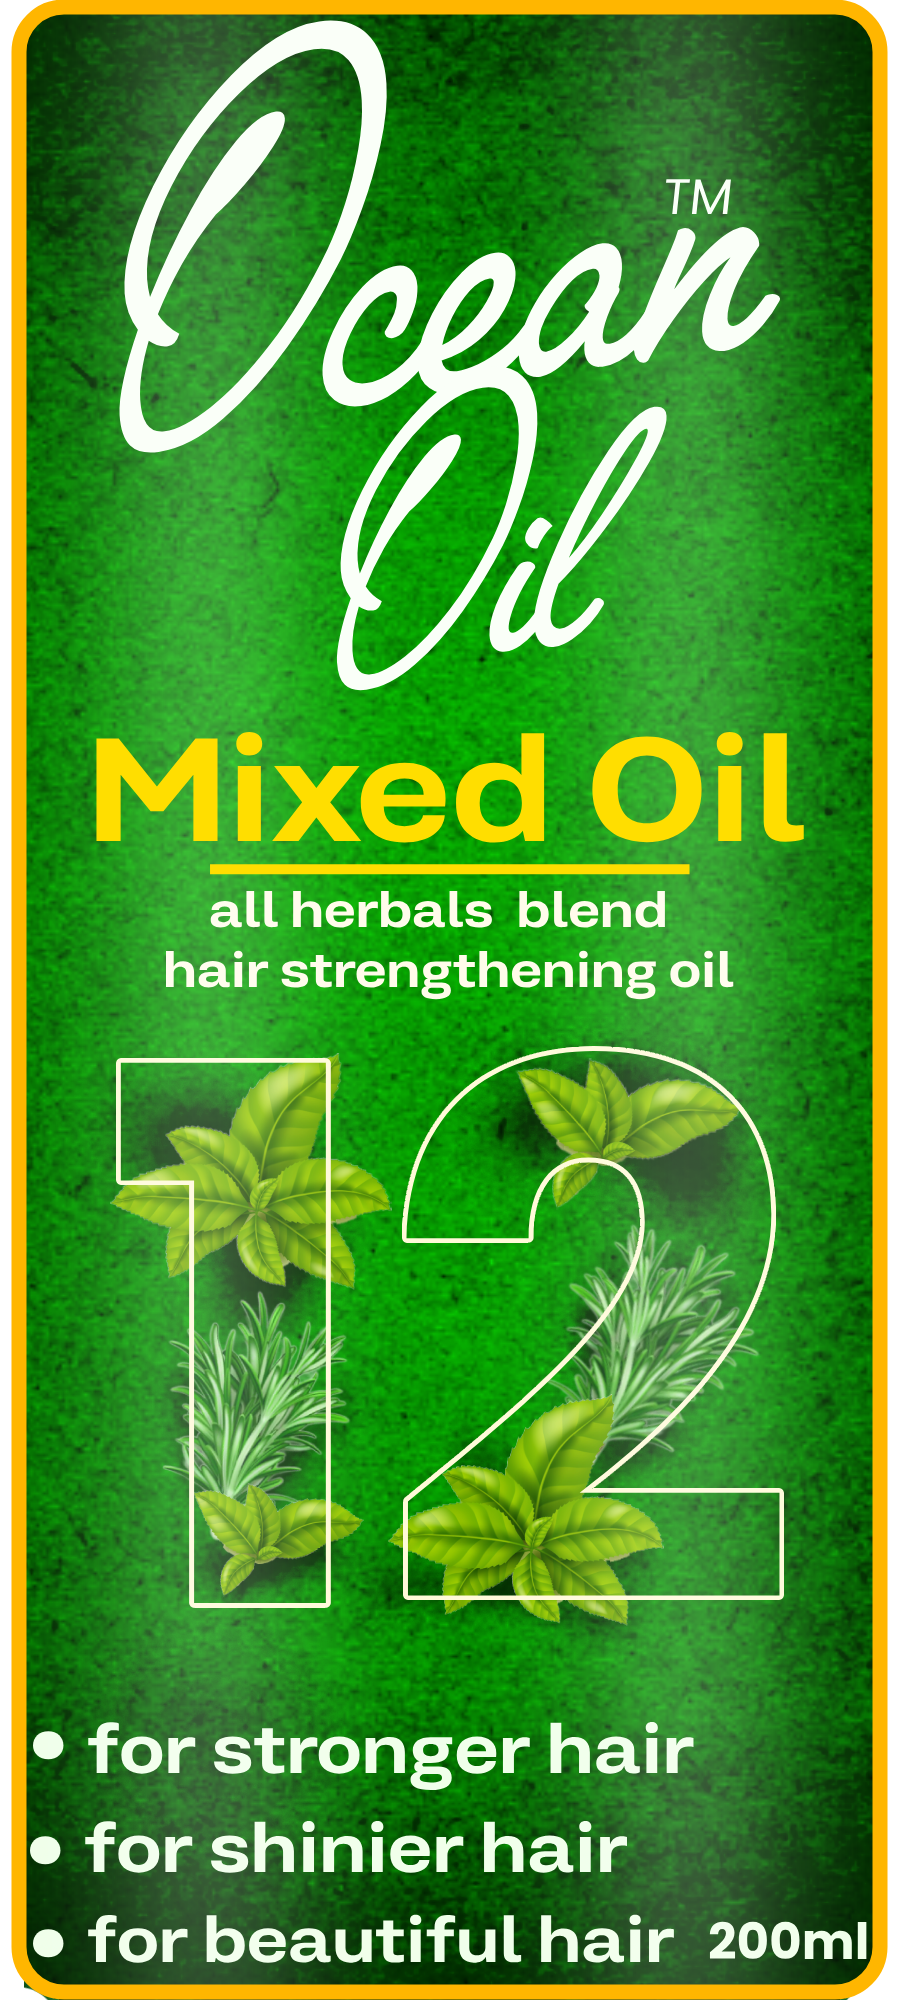 Ocean™
Oil
Mixed Oil
all herbals blend
hair strengthening oil
12
• for stronger hair
• for shinier hair
• for beautiful hair 200ml